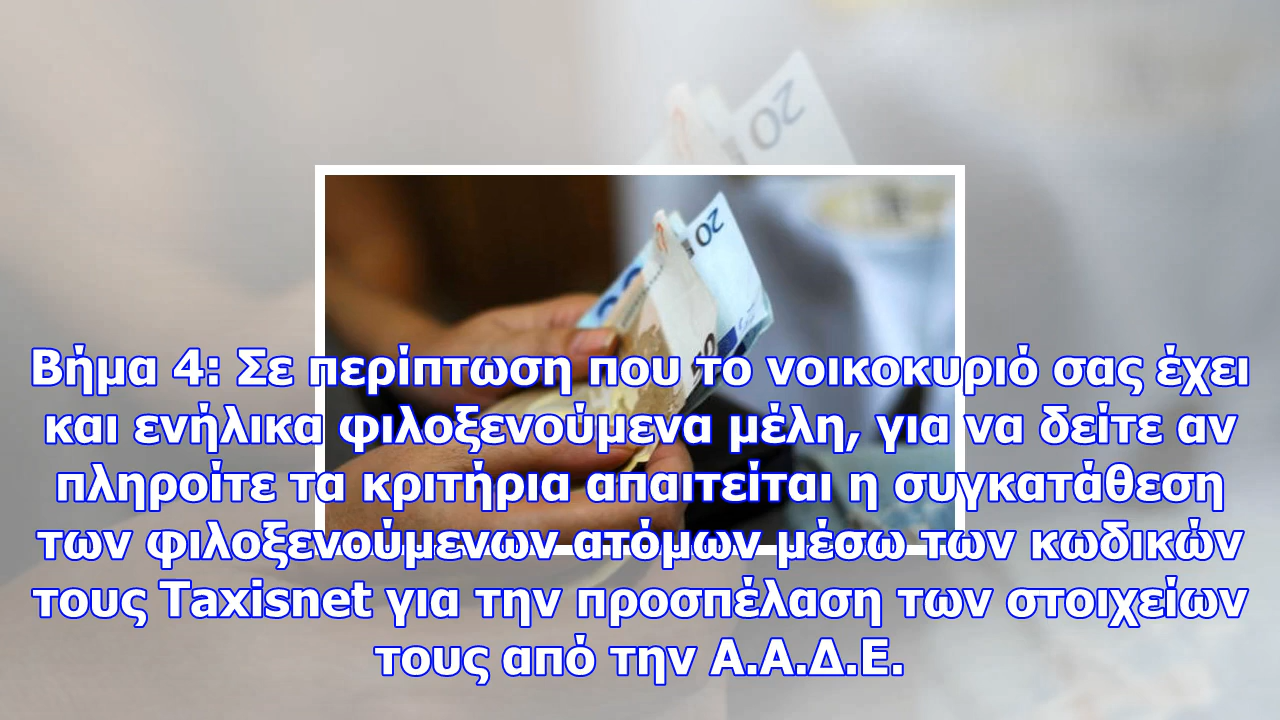 20
20
Βήμα 4: Σε περίπτωση που το νοικοκυριό σας έχει
και ενήλικα φιλοξενούμενα μέλη, για να δείτε αν
πληροίτε τα κριτήρια απαιτείται η συγκατάθεση
των φιλοξενούμενων ατόμων μέσω των κωδικών
τους Taxisnet για την προσπέλαση των στοιχείων
τους από την Α.Α.Δ.Ε.